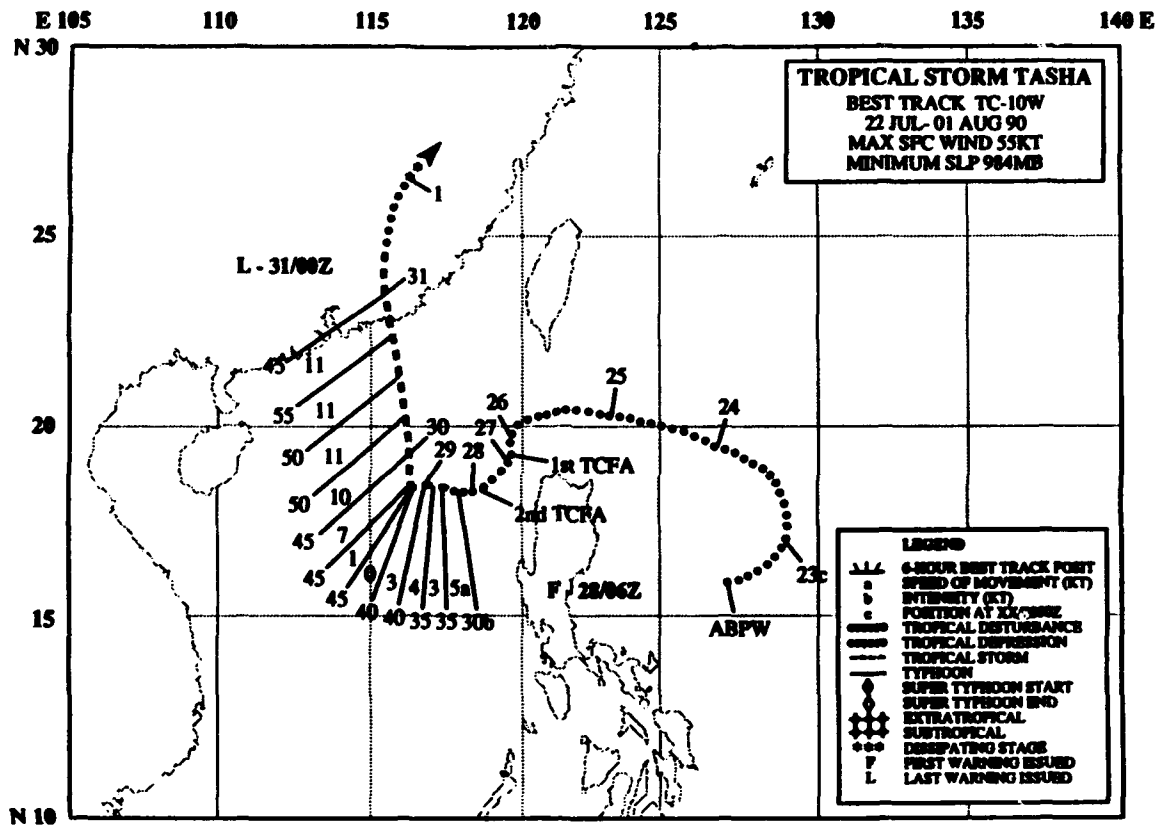 E 105 110 115 120 125 130 135 140 E
N 30
TROPICAL STORM TASHA
BEST TRACK TC-10W
22 JUL- 01 AUG 90
MAX SFC WIND 55KT
MINIMUM SLP 984MB
1
25
L - 31/00Z
31
45 11
55 11
25
24
26
20
50 11
27
30
29
28
1st TCFA
50 10
2nd TCFA
45 7
45 1
45 0
3 4 3 5a
F - 28/06Z
23c
40 40 35 35 30b
15
ABPW
LEGEND
6-HOUR BEST TRACK POSIT
a SPEED OF MOVEMENT (KT)
b INTENSITY (KT)
c POSITION AT
TROPICAL DISTURBANCE
TROPICAL DEPRESSION
TROPICAL STORM
TYPHOON
SUPER TYPHOON START
SUPER TYPHOON END
EXTRATROPICAL
SUBTROPICAL
DISSIPATING STAGE
F FIRST WARNING ISSUED
L LAST WARNING ISSUED
N 10